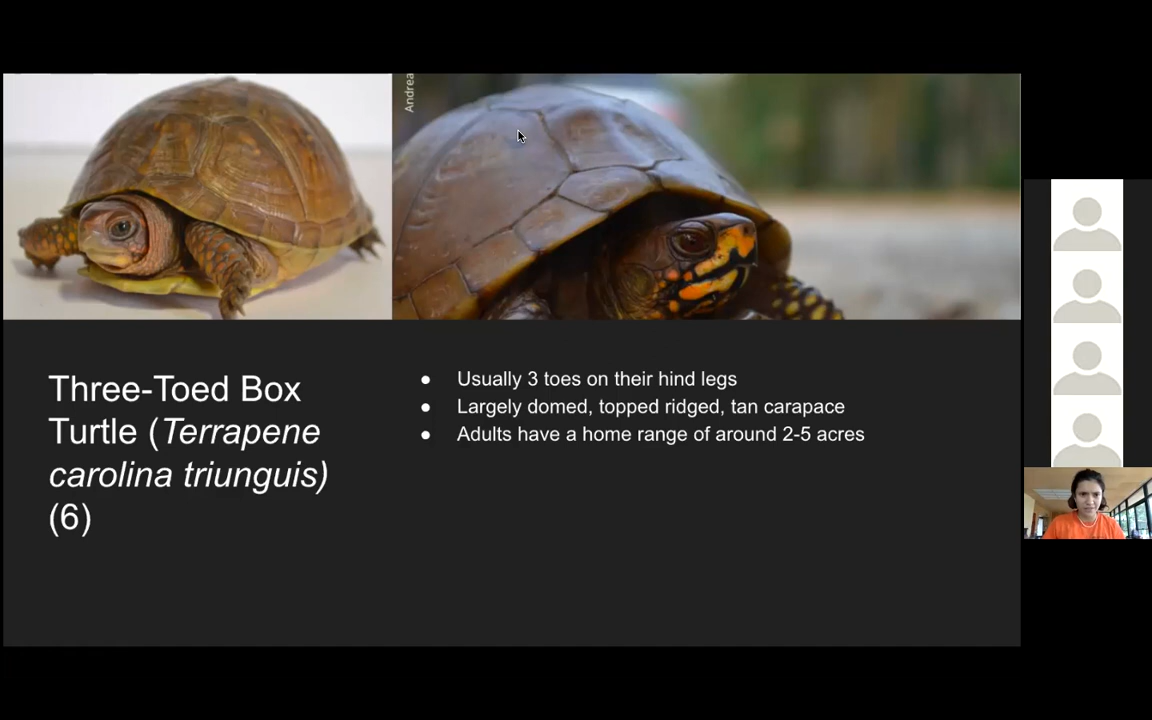 Andrea
Three-Toed Box
Turtle (Terrapene
carolina triunguis)
(6)
● Usually 3 toes on their hind legs
● Largely domed, topped ridged, tan carapace
● Adults have a home range of around 2-5 acres